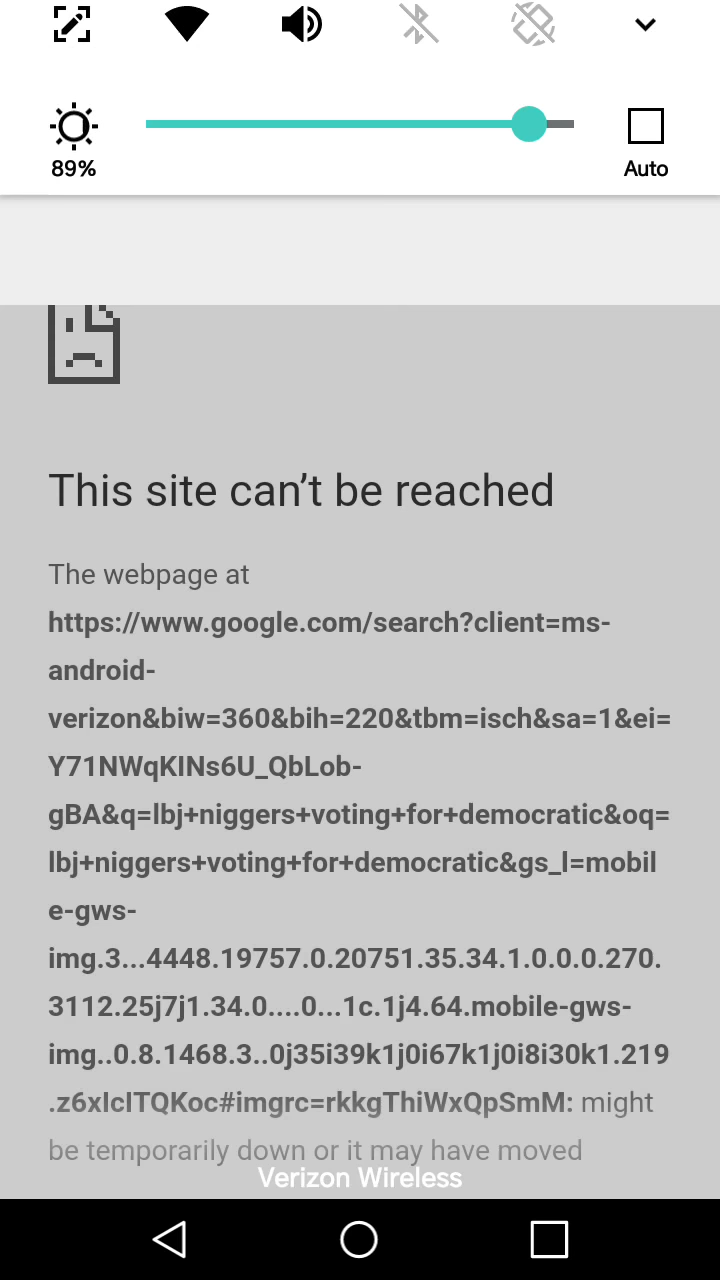 89%
Auto
This site can't be reached
The webpage at
https://www.google.com/search?client=ms-
android-
verizon&biw=360&bih=220&tbm=isch&sa=1&ei=
Y71NWqKINs6U_QbLob-
gBA&q=lbj+niggers+voting+for+democratic&oq=
lbj+niggers+voting+for+democratic&gs_l=mobil
e-gws-
img.3...4448.19757.0.20751.35.34.1.0.0.0.270.
3112.25j7j1.34.0....0...1c.1j4.64.mobile-gws-
img..0.8.1468.3..0j35i39k1j0i67k1j0i8i30k1.219
.z6xIcITQKoc#imgrc=rkkgThiWxQpSmM: might
be temporarily down or it may have moved
Verizon Wireless